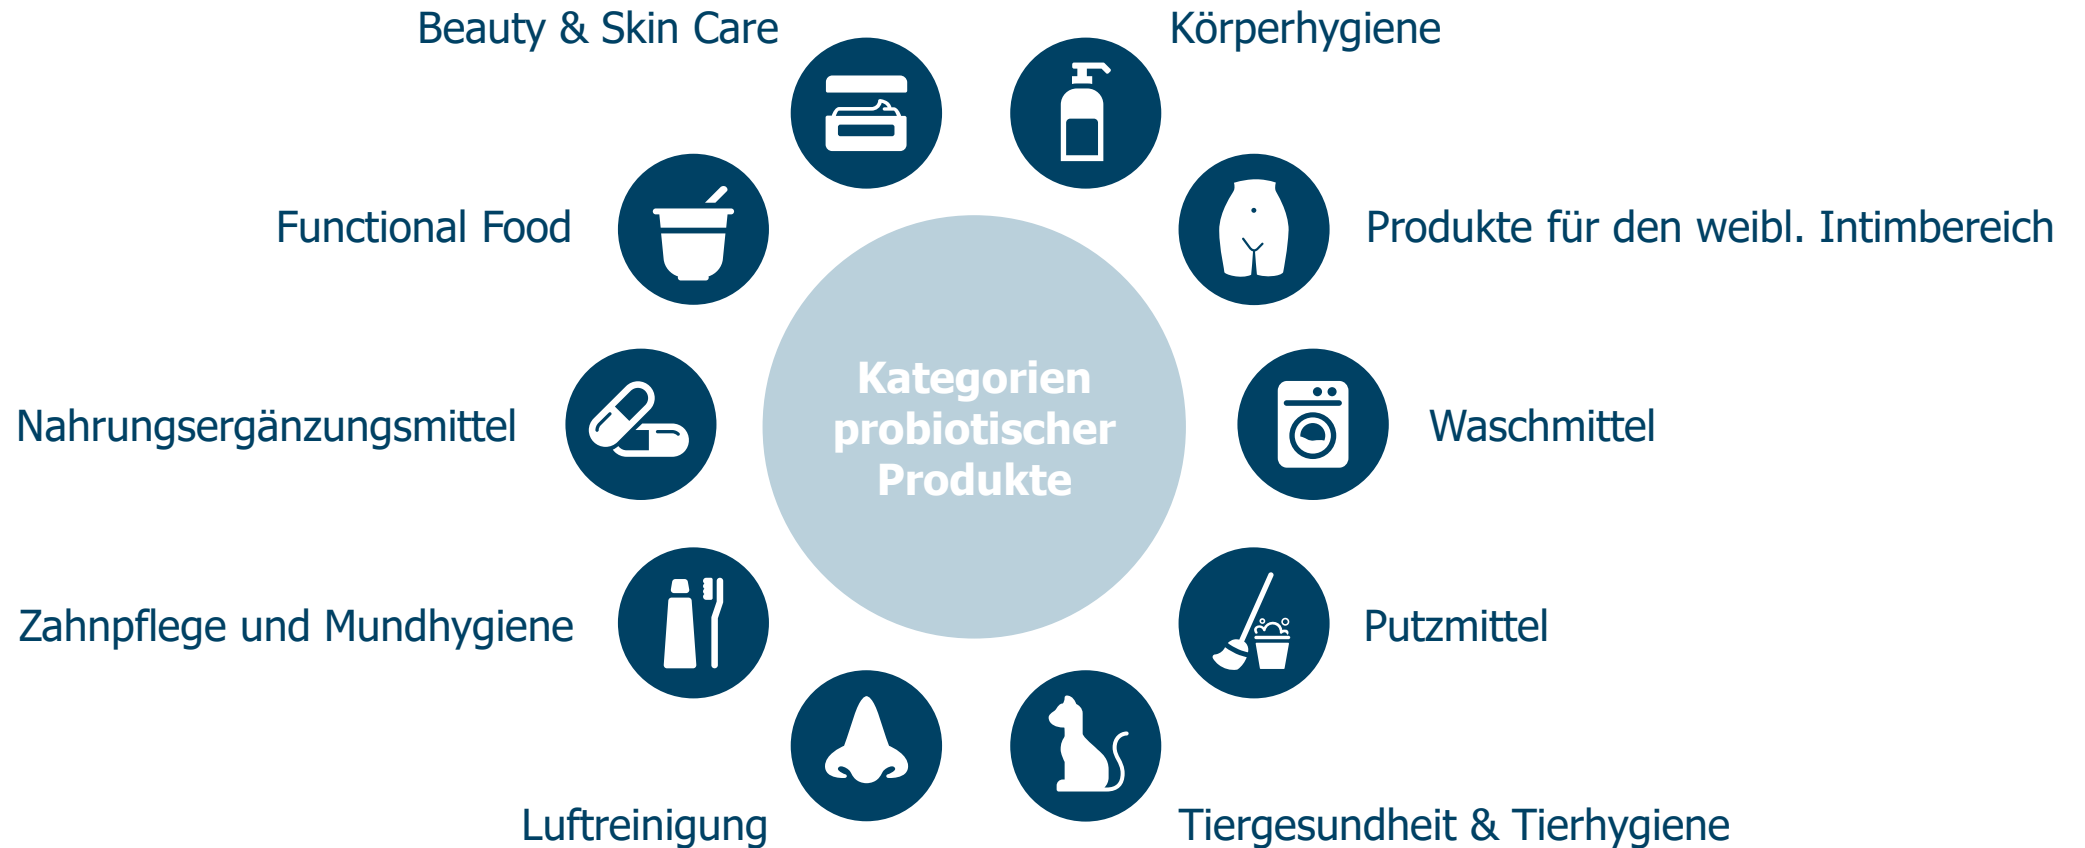 Beauty & Skin Care
Körperhygiene
Functional Food
Produkte für den weibl. Intimbereich
Kategorien
probiotischer
Produkte
Nahrungsergänzungsmittel
Waschmittel
Zahnpflege und Mundhygiene
Putzmittel
Luftreinigung
Tiergesundheit & Tierhygiene